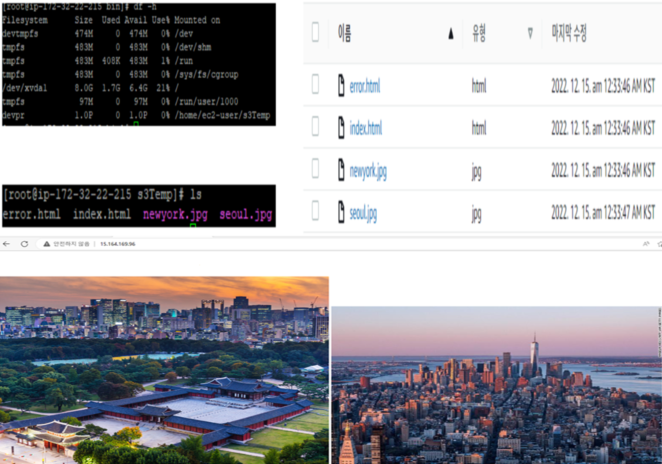 [root@ip-172-32-22-215 bin]# df -h
Filesystem Size Used Avail Use% Mounted on
devtmpfs 474M 0 474M 0% /dev
tmpfs 483M 0 483M 0% /dev/shm
tmpfs 483M 408K 483M 1% /run
tmpfs 483M 0 483M 0% /sys/fs/cgroup
/dev/xvda1 8.0G 1.7G 6.4G 21% /
tmpfs 97M 0 97M 0% /run/user/1000
devpr 1.0P 0 1.0P 0% /home/ec2-user/s3Temp
[root@ip-172-32-22-215 s3Temp]# ls
error.html index.html newyork.jpg seoul.jpg
이름 유형 마지막 수정
error.html html 2022. 12. 15. am 12:33:46 AM KST
index.html html 2022. 12. 15. am 12:33:46 AM KST
newyork.jpg jpg 2022. 12. 15. am 12:33:46 AM KST
seoul.jpg jpg 2022. 12. 15. am 12:33:47 AM KST
안전하지 않음 15.164.169.96